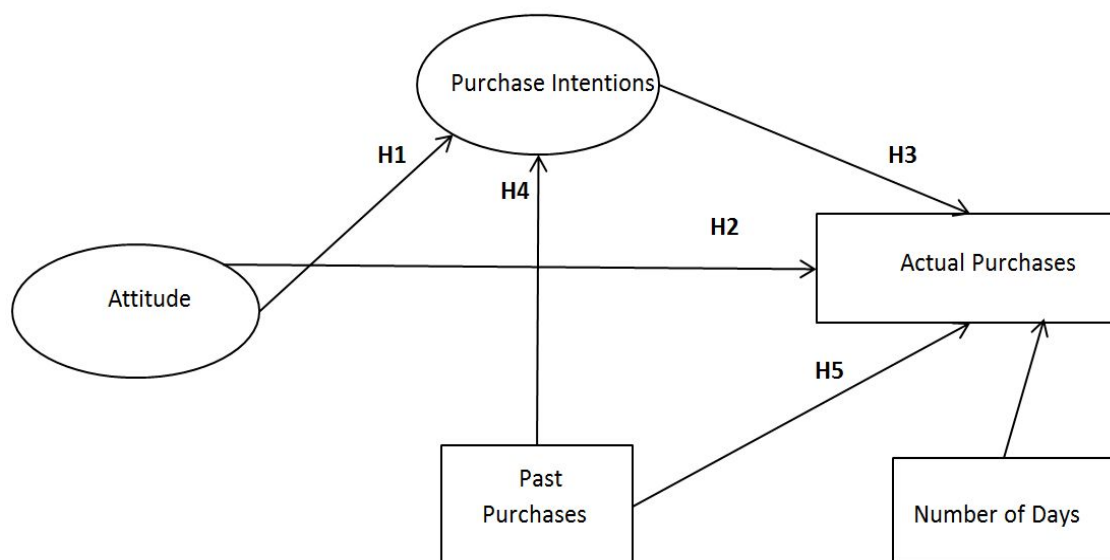 Purchase Intentions
H1
H3
H4
H2
Actual Purchases
Attitude
H5
Past
Purchases
Number of Days